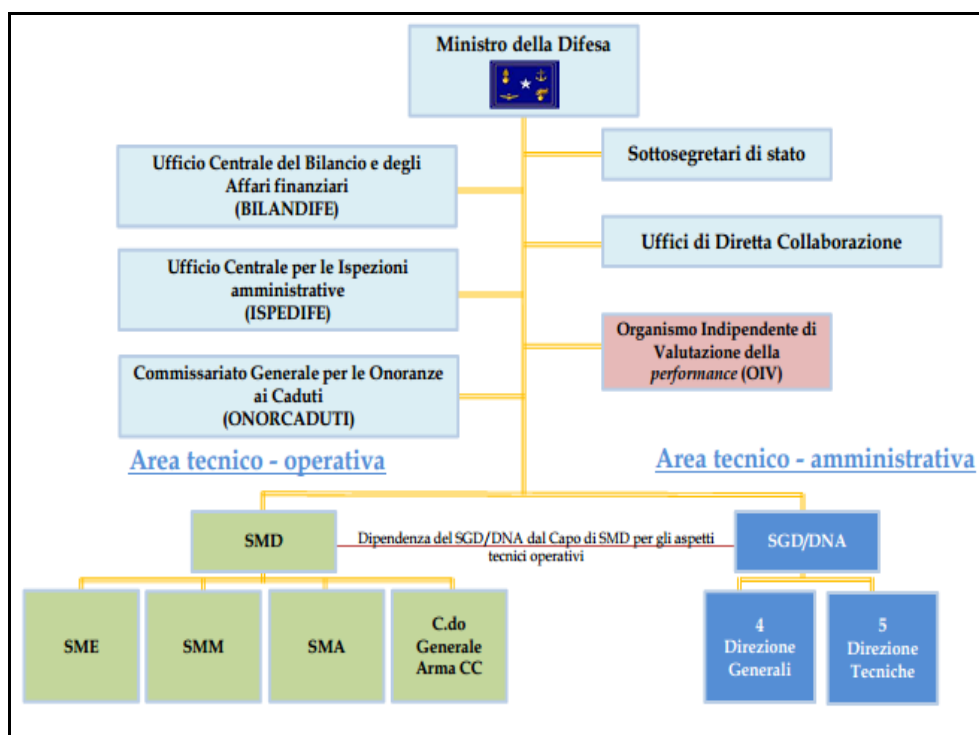 Ministro della Difesa
Ufficio Centrale del Bilancio e degli
Affari finanziari
(BILANDIFE)
Sottosegretari di stato
Uffici di Diretta Collaborazione
Ufficio Centrale per le Ispezioni
amministrative
(ISPEDIFE)
Organismo Indipendente di
Valutazione della
performance (OIV)
Commissariato Generale per le Onoranze
ai Caduti
(ONORCADUTI)
Area tecnico - operativa
Area tecnico - amministrativa
SMD
Dipendenza del SGD/DNA dal Capo di SMD per gli aspetti
tecnici operativi
SGD/DNA
SME
SMM
SMA
C.do
Generale
Arma CC
4
Direzione
Generali
5
Direzione
Tecniche